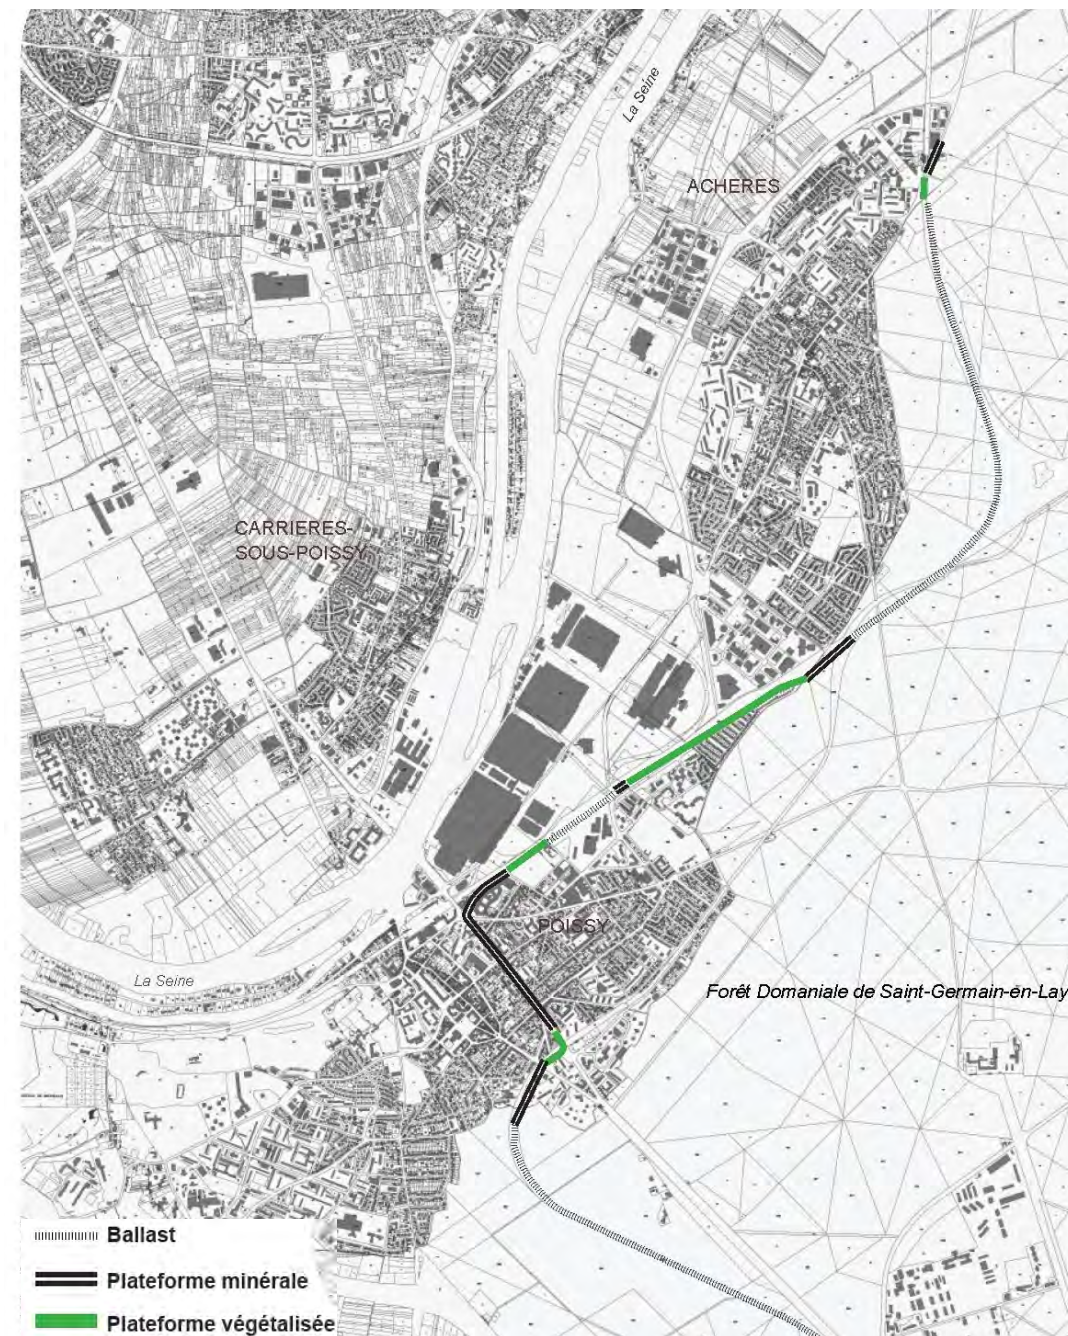 La Seine
ACHERES
CARRIERES-
SOUS-POISSY
POISSY
La Seine
Forêt Domaniale de Saint-Germain-en-Lay
Ballast
Plateforme minérale
Plateforme végétalisée